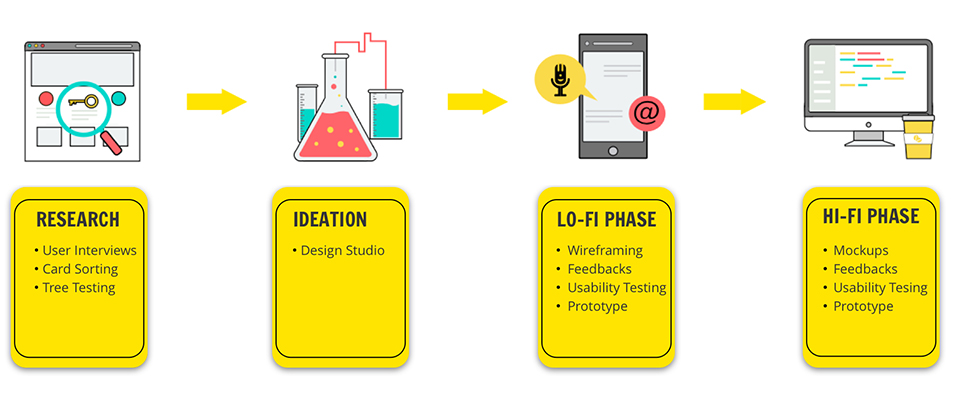 @
RESEARCH
• User Interviews
• Card Sorting
• Tree Testing
IDEATION
• Design Studio
LO-FI PHASE
• Wireframing
• Feedbacks
• Usability Testing
• Prototype
HI-FI PHASE
• Mockups
• Feedbacks
• Usability Tesing
• Prototype